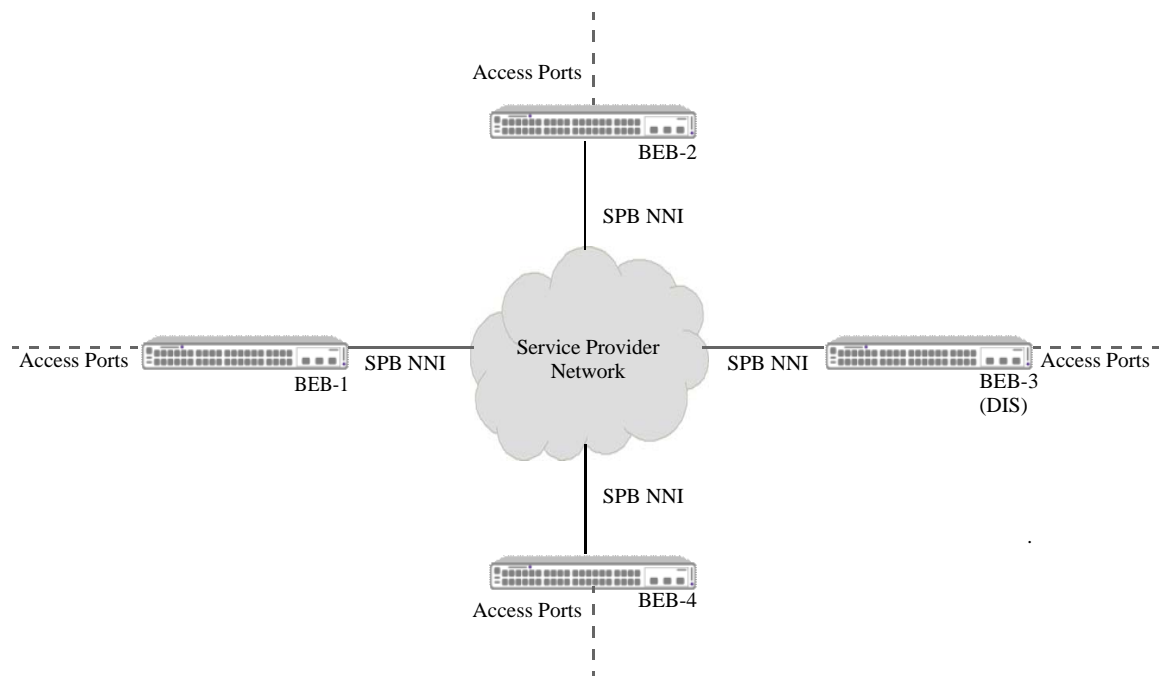 Access Ports
BEB-2
SPB NNI
Service Provider
Network
Access Ports
SPB NNI
BEB-1
SPB NNI
Access Ports
BEB-3
(DIS)
SPB NNI
.
Access Ports
BEB-4